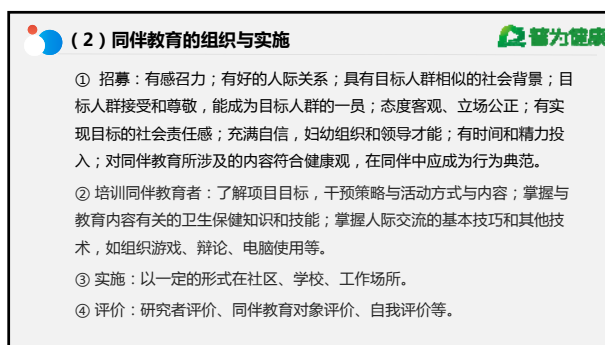 （2）同伴教育的组织与实施
普为健康
① 招募：有感召力；有好的人际关系；具有目标人群相似的社会背景；目
标人群接受和尊敬，能成为目标人群的一员；态度客观、立场公正；有实
现目标的社会责任感；充满自信，妇幼组织和领导才能；有时间和精力投
入；对同伴教育所涉及的内容符合健康观，在同伴中应成为行为典范。
② 培训同伴教育者：了解项目目标，干预策略与活动方式与内容；掌握与
教育内容有关的卫生保健知识和技能；掌握人际交流的基本技巧和其他技
术，如组织游戏、辩论、电脑使用等。
③ 实施：以一定的形式在社区、学校、工作场所。
④ 评价：研究者评价、同伴教育对象评价、自我评价等。